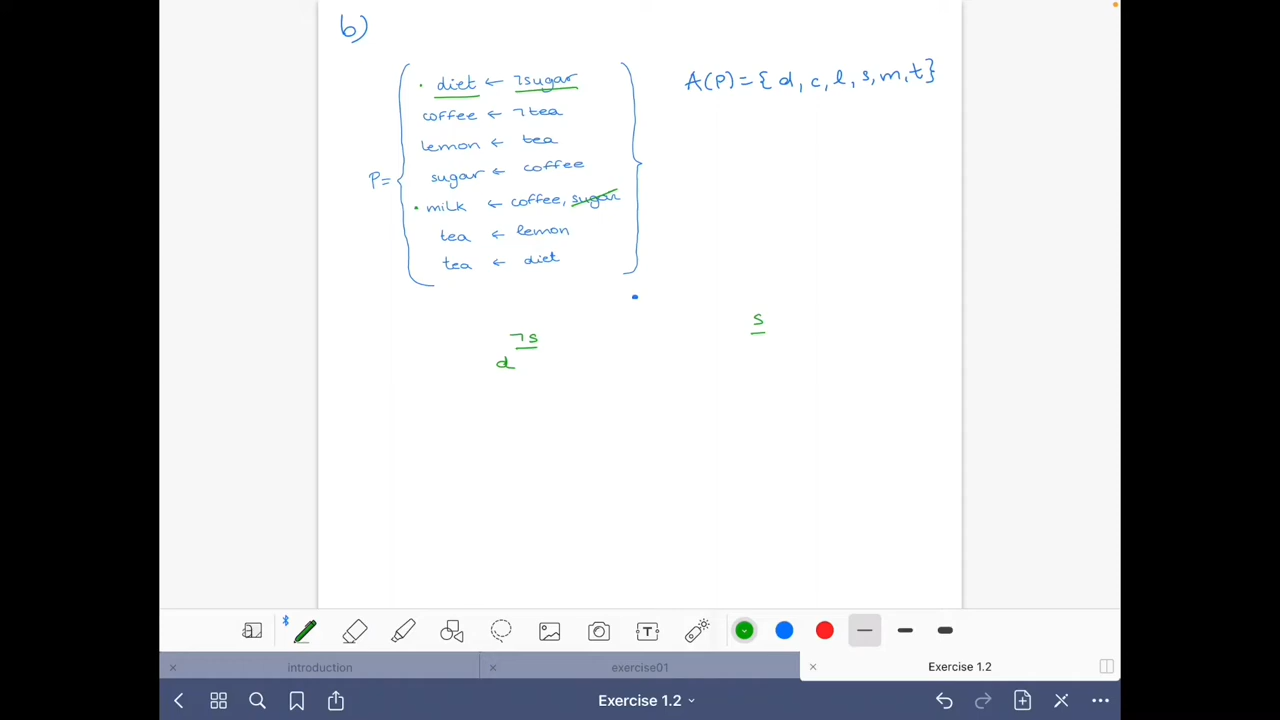 b)
diet ← ¬sugar
A(P) = { d, c, l, s, m, t }
coffee ← ¬tea
lemon ← tea
sugar ← coffee
P =
milk ← coffee, sugar
tea ← lemon
tea ← diet
s
¬s
d
T
introduction
exercise01
Exercise 1.2
Exercise 1.2